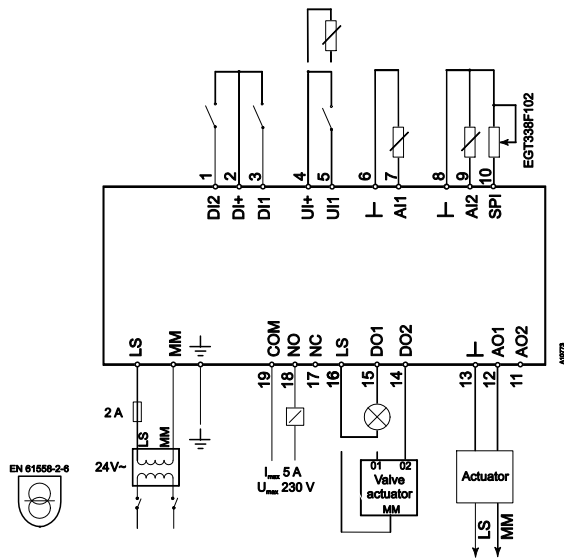 EGT338F102
1 2 3 4 5 6 7 8 9 10
DI2 DI+ DI1 UI+ UI1 ⊥ AI1 ⊥ AI2 SPI
LS MM COM NO NC LS DO1 DO2 ⊥ AO1 AO2
19 18 17 16 15 14 13 12 11
2 A
LS MM
24V~
EN 61558-2-6
Imax 5 A
Umax 230 V
01 02
Valve
actuator
MM
Actuator
LS MM